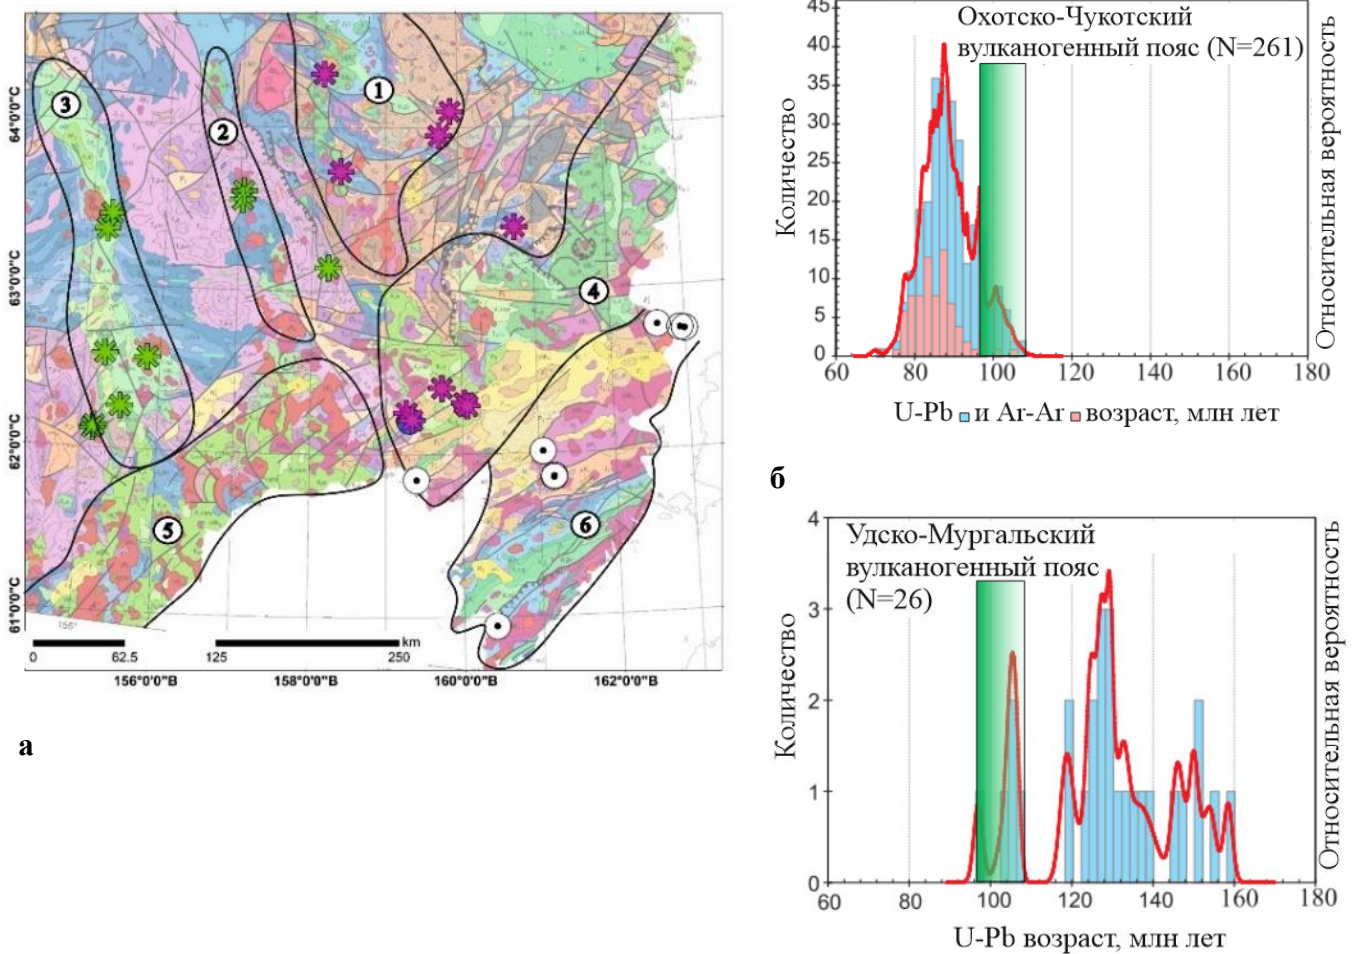 1
3
2
4
5
6
64°0'0"С
63°0'0"С
62°0'0"С
61°0'0"С
155°
0 62.5 125 250
km
156°0'0"В 158°0'0"В 160°0'0"В 162°0'0"В
а
Охотско-Чукотский
вулканогенный пояс (N=261)
Количество
Относительная вероятность
45
40
35
30
25
20
15
10
5
0
60 80 100 120 140 160 180
U-Pb и Ar-Ar возраст, млн лет
б
Удско-Мургальский
вулканогенный пояс
(N=26)
Количество
Относительная вероятность
4
3
2
1
0
60 80 100 120 140 160 180
U-Pb возраст, млн лет